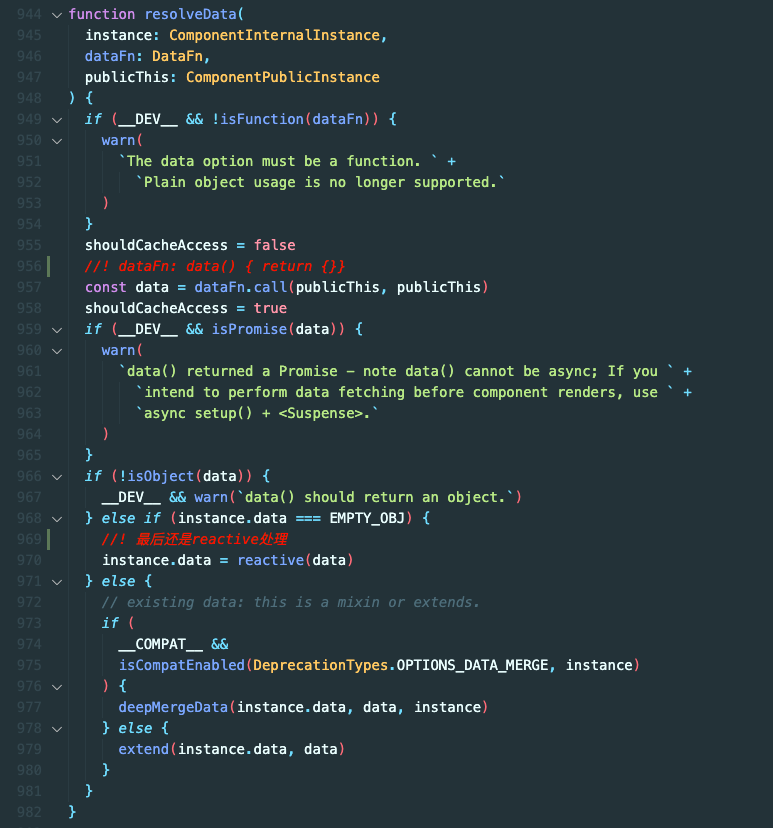 944 function resolveData(
945   instance: ComponentInternalInstance,
946   dataFn: DataFn,
947   publicThis: ComponentPublicInstance
948 ) {
949   if (__DEV__ && !isFunction(dataFn)) {
950     warn(
951       `The data option must be a function. ` +
952         `Plain object usage is no longer supported.`
953     )
954   }
955   shouldCacheAccess = false
956   //! dataFn: data() { return {}}
957   const data = dataFn.call(publicThis, publicThis)
958   shouldCacheAccess = true
959   if (__DEV__ && isPromise(data)) {
960     warn(
961       `data() returned a Promise - note data() cannot be async; If you ` +
962         `intend to perform data fetching before component renders, use ` +
963         `async setup() + <Suspense>.`
964     )
965   }
966   if (!isObject(data)) {
967     __DEV__ && warn(`data() should return an object.`)
968   } else if (instance.data === EMPTY_OBJ) {
969     //! 最后还是reactive处理
970     instance.data = reactive(data)
971   } else {
972     // existing data: this is a mixin or extends.
973     if (
974       __COMPAT__ &&
975       isCompatEnabled(DeprecationTypes.OPTIONS_DATA_MERGE, instance)
976     ) {
977       deepMergeData(instance.data, data, instance)
978     } else {
979       extend(instance.data, data)
980     }
981   }
982 }